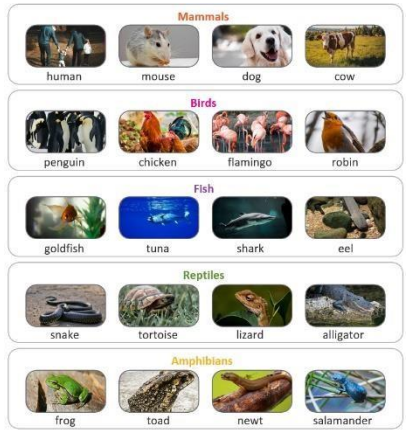 Mammals
human mouse dog cow
Birds
penguin chicken flamingo robin
Fish
goldfish tuna shark eel
Reptiles
snake tortoise lizard alligator
Amphibians
frog toad newt salamander